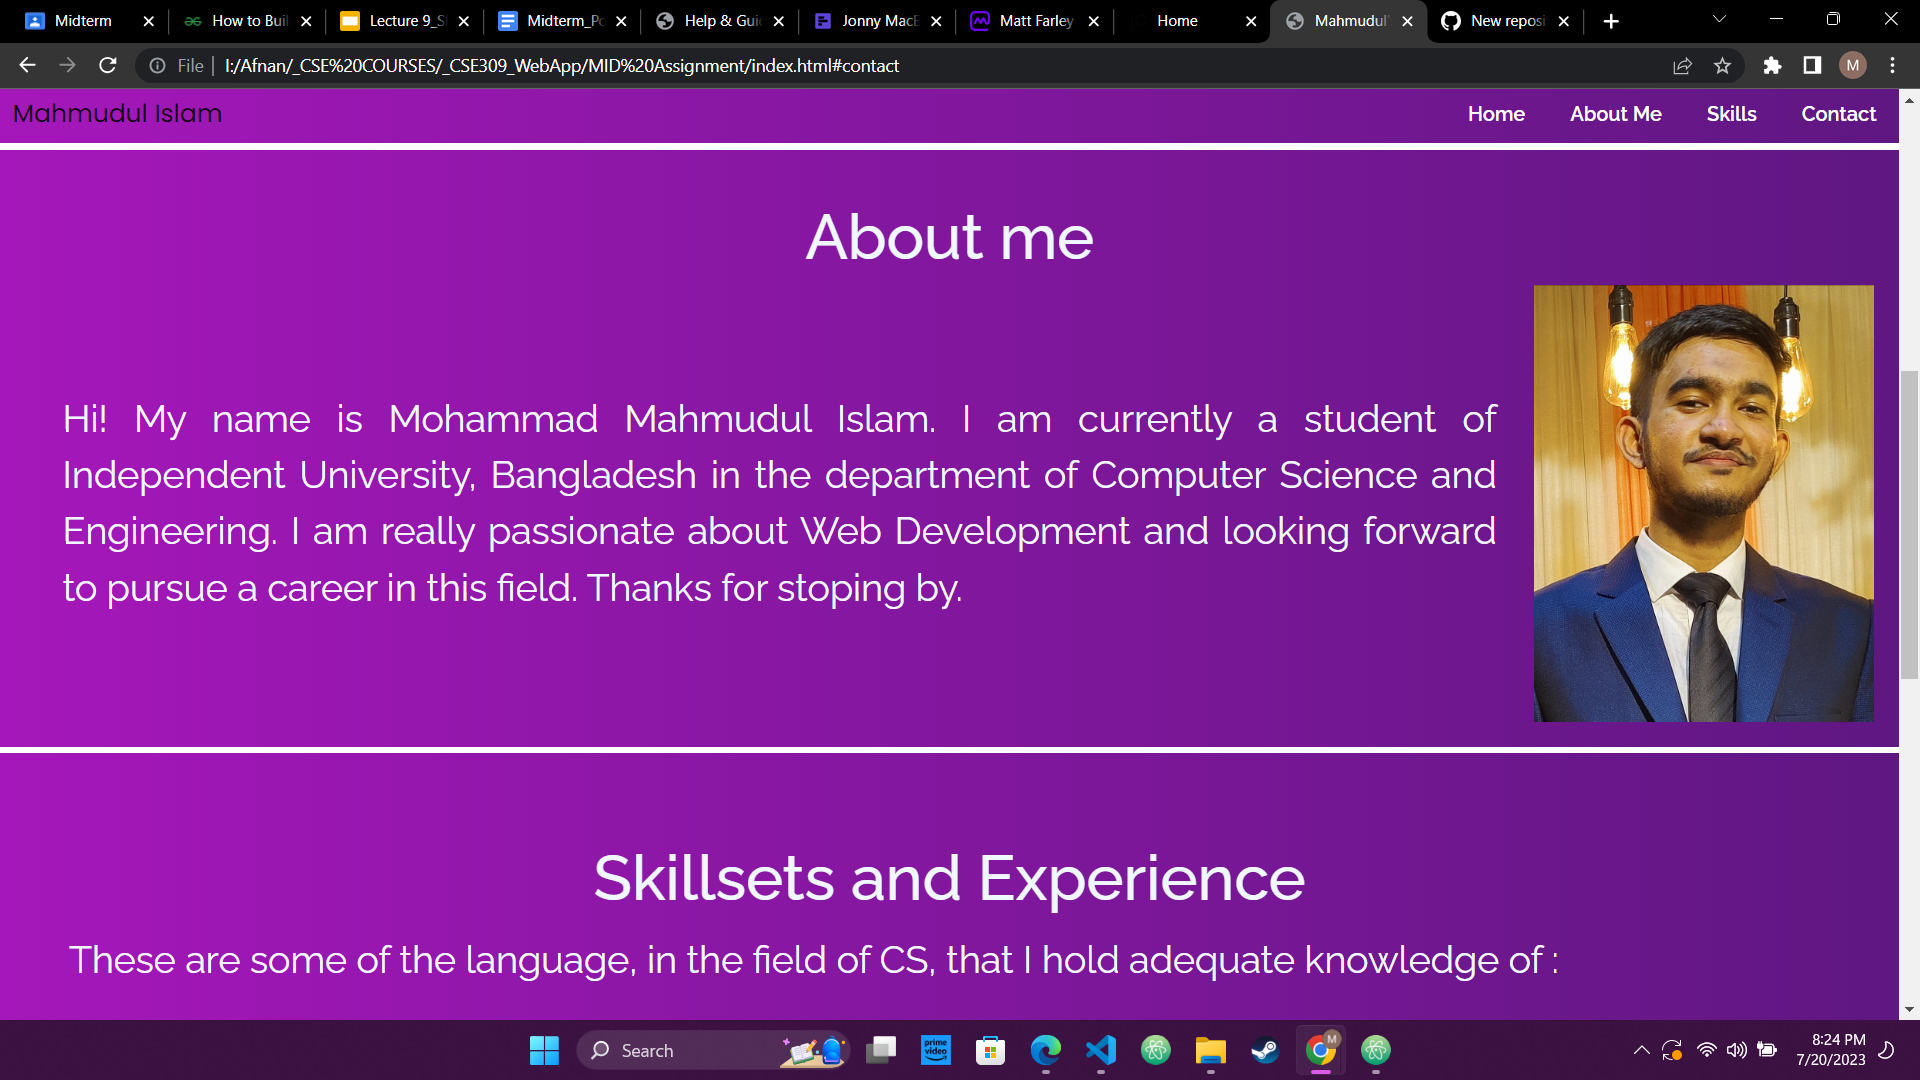 Midterm
How to Buil
Lecture 9_S
Midterm_Po
Help & Gui
Jonny MacE
Matt Farley
Home
Mahmudul'
New reposi
File
I:/Afnan/_CSE%20COURSES/_CSE309_WebApp/MID%20Assignment/index.html#contact
M
Mahmudul Islam
Home
About Me
Skills
Contact
About me
Hi! My name is Mohammad Mahmudul Islam. I am currently a student of
Independent University, Bangladesh in the department of Computer Science and
Engineering. I am really passionate about Web Development and looking forward
to pursue a career in this field. Thanks for stoping by.
Skillsets and Experience
These are some of the language, in the field of CS, that I hold adequate knowledge of :
Search
prime
video
M
8:24 PM
7/20/2023